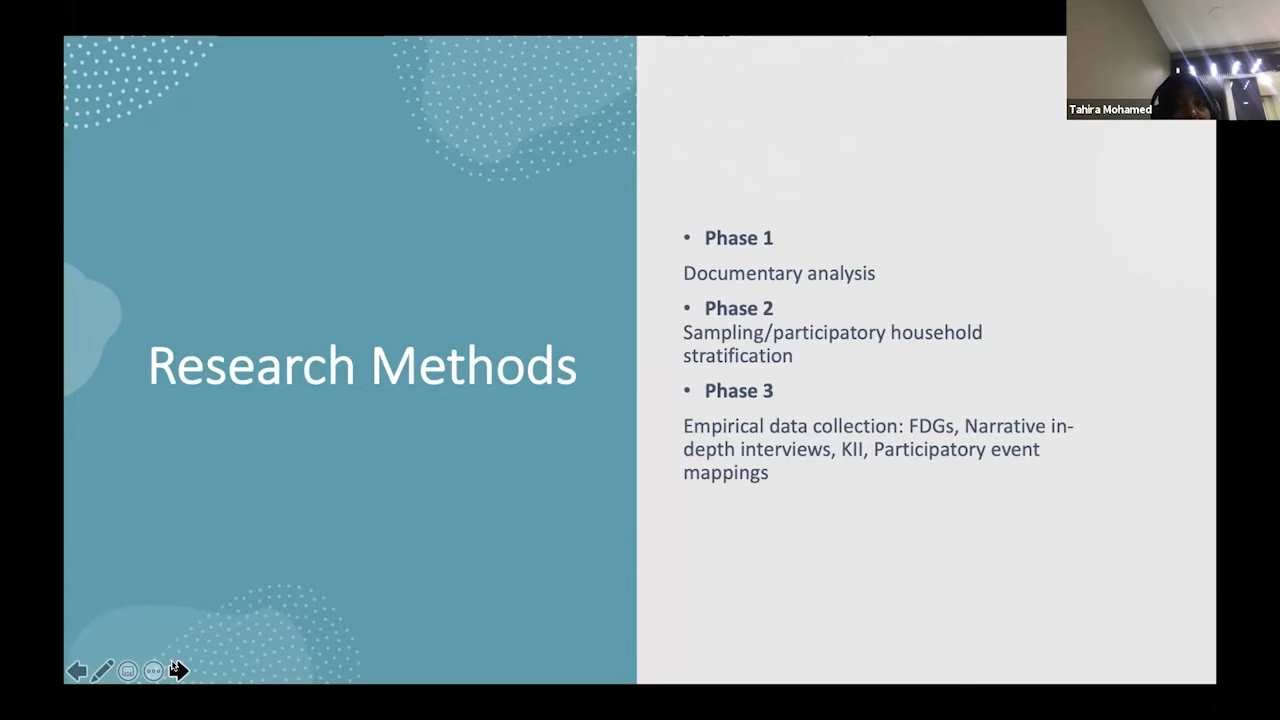 Tahira Mohamed
Research Methods
• Phase 1
Documentary analysis
• Phase 2
Sampling/participatory household
stratification
• Phase 3
Empirical data collection: FDGs, Narrative in-
depth interviews, KII, Participatory event
mappings